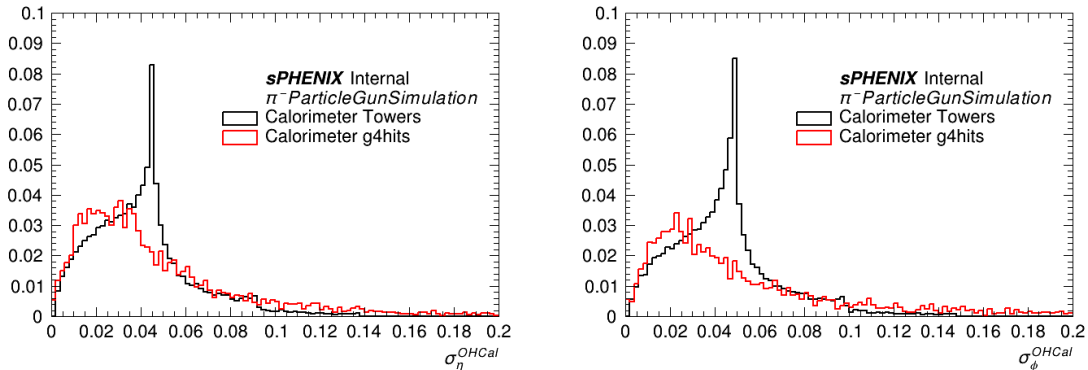 0.1
0.09
0.08
0.07
0.06
0.05
0.04
0.03
0.02
0.01
0
sPHENIX Internal
π⁻ParticleGunSimulation
Calorimeter Towers
Calorimeter g4hits
0 0.02 0.04 0.06 0.08 0.1 0.12 0.14 0.16 0.18 0.2
σ_η^OHCal
0.1
0.09
0.08
0.07
0.06
0.05
0.04
0.03
0.02
0.01
0
sPHENIX Internal
π⁻ParticleGunSimulation
Calorimeter Towers
Calorimeter g4hits
0 0.02 0.04 0.06 0.08 0.1 0.12 0.14 0.16 0.18 0.2
σ_ϕ^OHCal